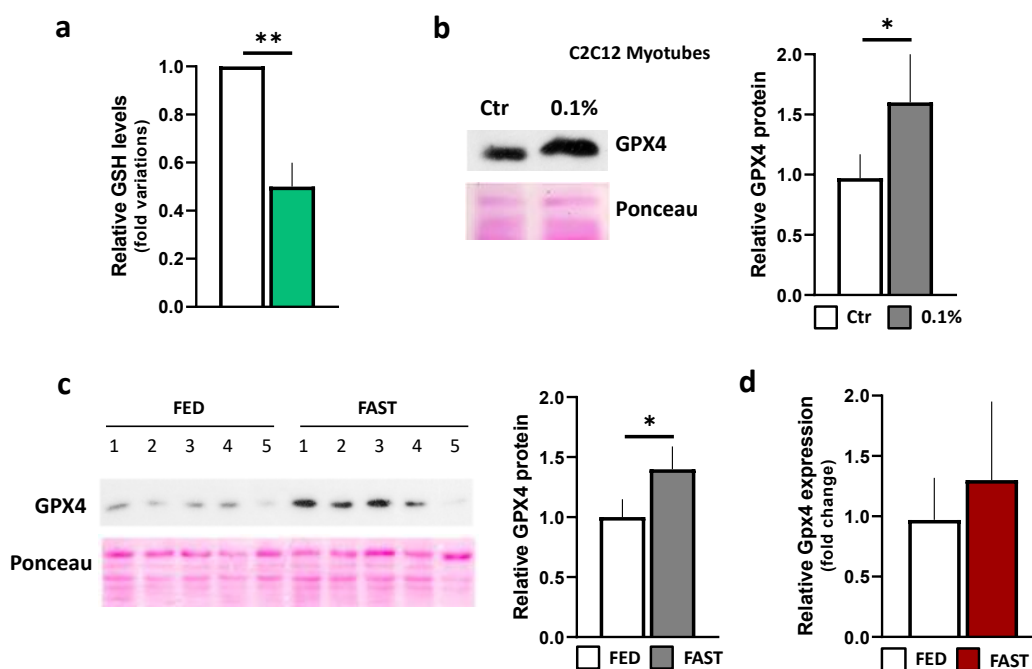 a
**
1.0
0.8
0.6
0.4
0.2
0.0
Relative GSH levels
(fold variations)
b
C2C12 Myotubes
Ctr 0.1%
GPX4
Ponceau
*
2.0
1.5
1.0
0.5
0.0
Relative GPX4 protein
Ctr 0.1%
c
FED FAST
1 2 3 4 5 1 2 3 4 5
GPX4
Ponceau
*
2.0
1.5
1.0
0.5
0.0
Relative GPX4 protein
FED FAST
d
2.0
1.5
1.0
0.5
0.0
Relative Gpx4 expression
(fold change)
FED FAST